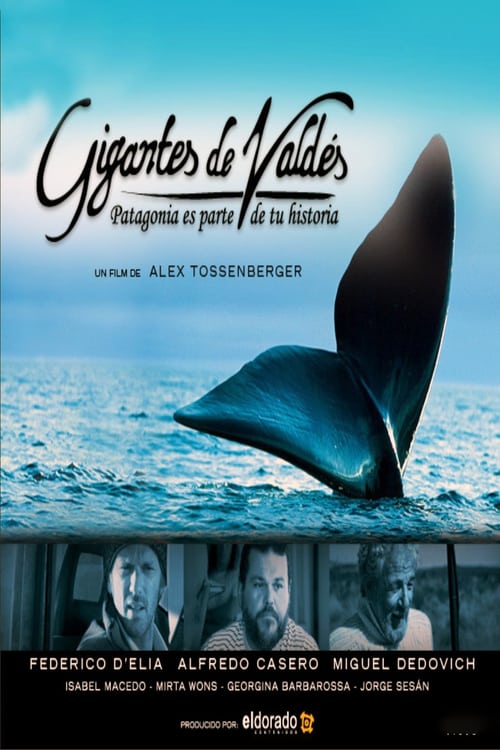 Gigantes de Valdés
Patagonia es parte de tu historia
UN FILM DE ALEX TOSSENBERGER
FEDERICO D'ELIA ALFREDO CASERO MIGUEL DEDOVICH
ISABEL MACEDO - MIRTA WONS - GEORGINA BARBAROSSA - JORGE SESÁN
PRODUCIDO POR: eldorado
CONTENIDOS